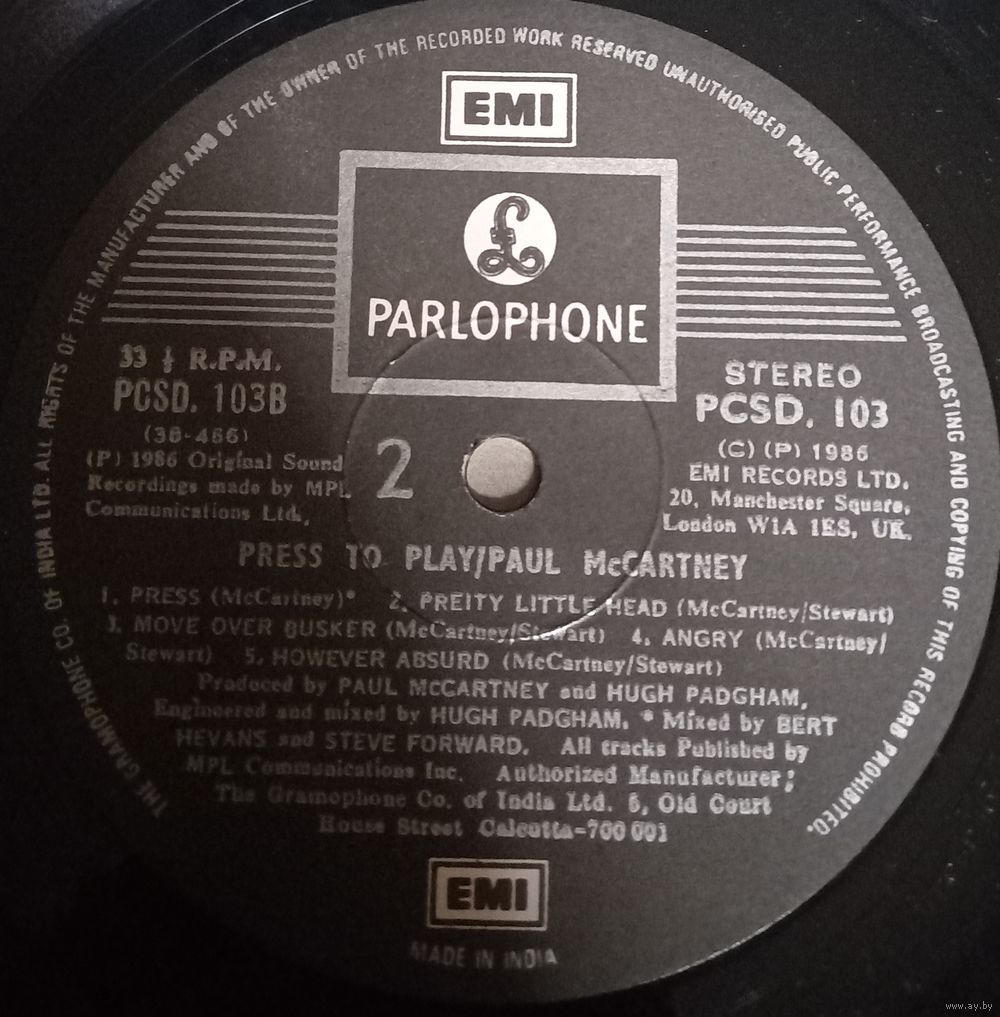 THE GRAMOPHONE CO. OF INDIA LTD. ALL RIGHTS OF THE MANUFACTURER AND OF THE OWNER OF THE RECORDED WORK RESERVED UNAUTHORISED PUBLIC PERFORMANCE BROADCASTING AND COPYING OF THIS RECORD PROHIBITED.
EMI
£
PARLOPHONE
33 ⅓ R.P.M.
PCSD. 103B
(38-466)
(P) 1986 Original Sound
Recordings made by MPL
Communications Ltd.
2
STEREO
PCSD. 103
(C) (P) 1986
EMI RECORDS LTD.
20, Manchester Square,
London W1A 1ES, UK.
PRESS TO PLAY/PAUL McCARTNEY
1. PRESS (McCartney)* 2. PREITY LITTLE HEAD (McCartney/Stewart)
3. MOVE OVER BUSKER (McCartney/Stewart) 4. ANGRY (McCartney/
Stewart) 5. HOWEVER ABSURD (McCartney/Stewart)
Produced by PAUL MCCARTNEY and HUGH PADGHAM.
Engineered and mixed by HUGH PADGHAM. * Mixed by BERT
HEVANS and STEVE FORWARD. All tracks Published by
MPL Communications Inc. Authorized Manufacturer;
The Gramophone Co. of India Ltd. 6, Old Court
House Street Calcutta-700 001
EMI
MADE IN INDIA
www.ay.by